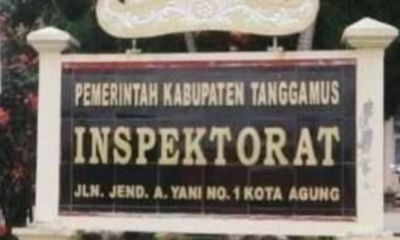 PEMERINTAH KABUPATEN TANGGAMUS
INSPEKTORAT
JLN. JEND. A. YANI NO. 1 KOTA AGUNG